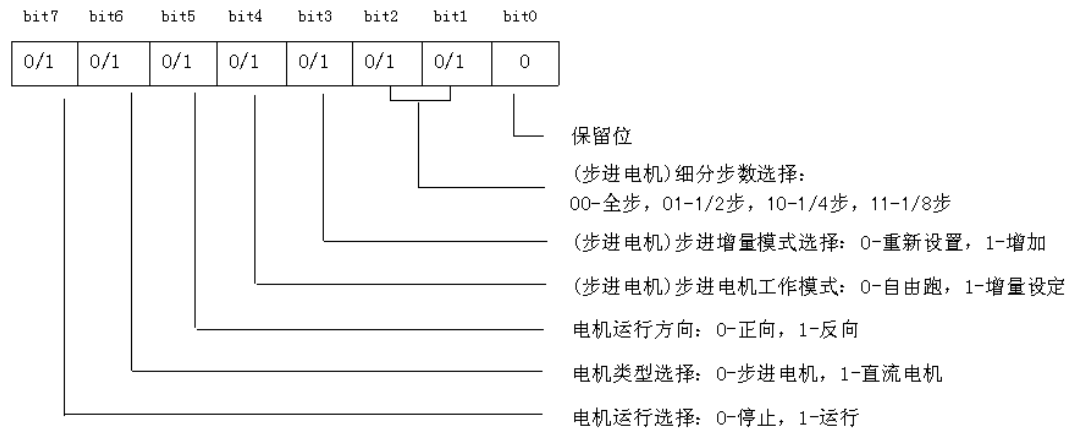 bit7 bit6 bit5 bit4 bit3 bit2 bit1 bit0
0/1 0/1 0/1 0/1 0/1 0/1 0/1 0
保留位
(步进电机)细分步数选择：
00-全步，01-1/2步，10-1/4步，11-1/8步
(步进电机)步进增量模式选择：0-重新设置，1-增加
(步进电机)步进电机工作模式：0-自由跑，1-增量设定
电机运行方向：0-正向，1-反向
电机类型选择：0-步进电机，1-直流电机
电机运行选择：0-停止，1-运行